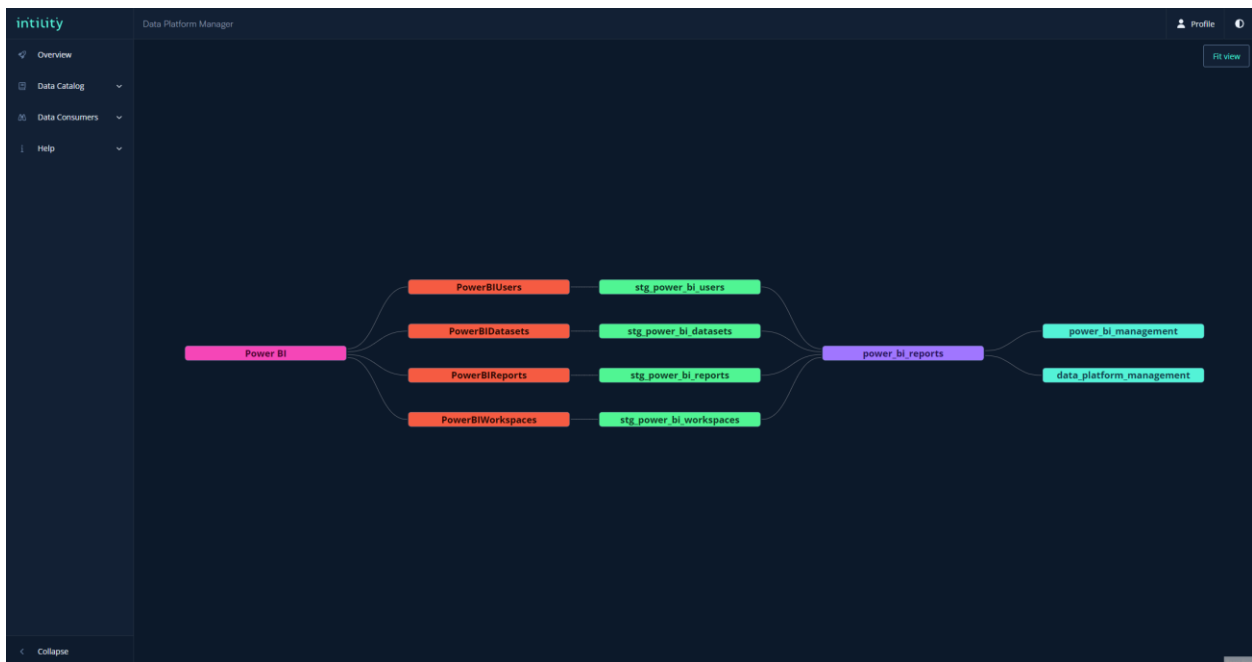 intility
Data Platform Manager
Profile
Overview
Data Catalog
Data Consumers
Help
Fit view
PowerBIUsers
stg_power_bi_users
PowerBIDatasets
stg_power_bi_datasets
power_bi_management
Power BI
power_bi_reports
PowerBIReports
stg_power_bi_reports
data_platform_management
PowerBIWorkspaces
stg_power_bi_workspaces
Collapse